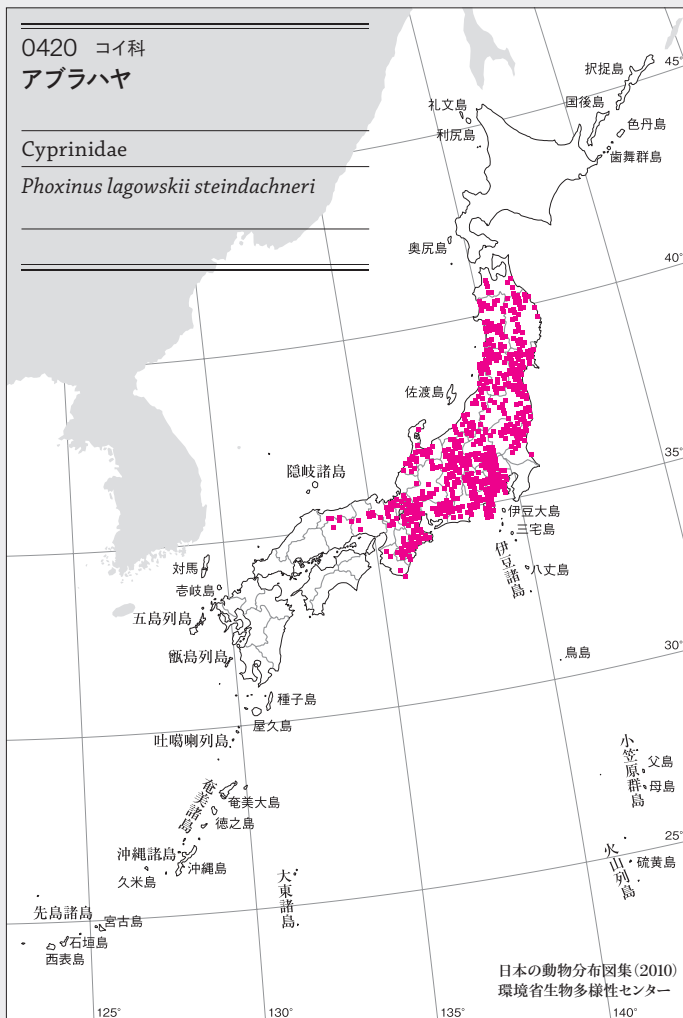 0420 コイ科
アブラハヤ
Cyprinidae
Phoxinus lagowskii steindachneri
45°
択捉島
国後島
礼文島
色丹島
利尻島
歯舞群島
奥尻島
40°
佐渡島
35°
隠岐諸島
伊豆大島
三宅島
伊豆諸島
八丈島
対馬
壱岐島
五島列島
甑島列島
鳥島
30°
種子島
屋久島
吐噶喇列島
小笠原群島
父島
母島
奄美諸島
奄美大島
徳之島
25°
沖縄諸島
沖縄島
久米島
火山列島
硫黄島
大東諸島
先島諸島
宮古島
石垣島
西表島
日本の動物分布図集(2010)
環境省生物多様性センター
125°
130°
135°
140°